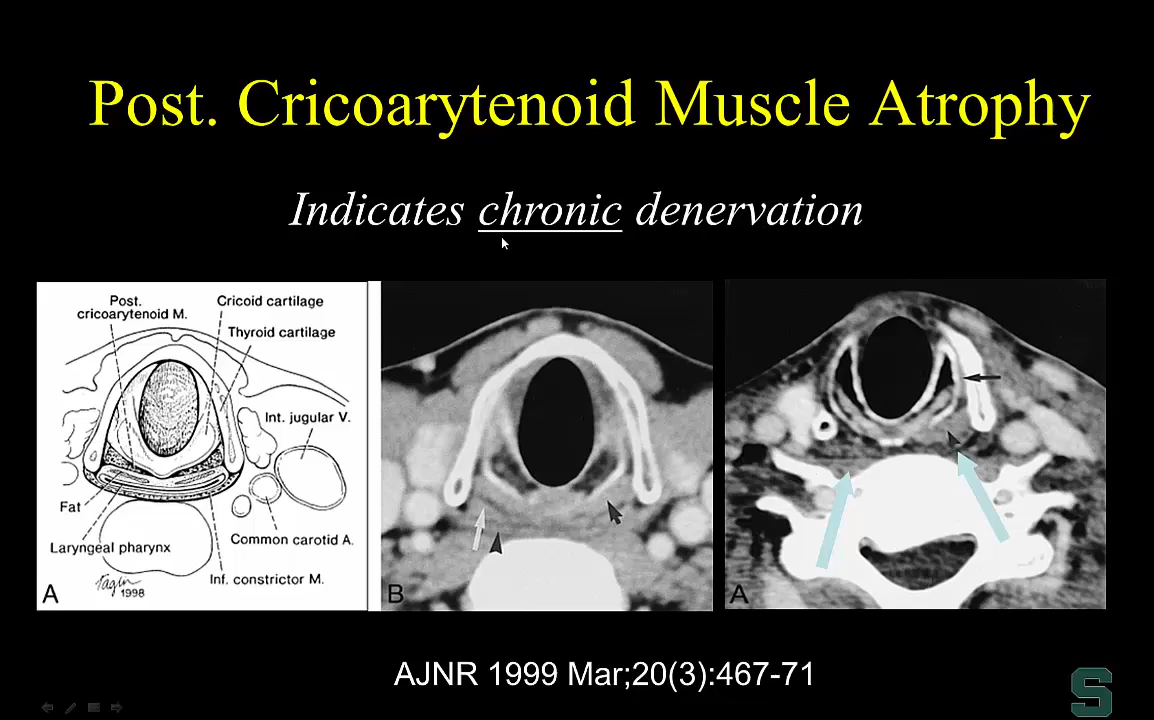 Post. Cricoarytenoid Muscle Atrophy
Indicates chronic denervation
Post.
cricoarytenoid M.
Cricoid cartilage
Thyroid cartilage
Int. jugular V.
Fat
Laryngeal pharynx
Common carotid A.
Inf. constrictor M.
1998
A
B
A
AJNR 1999 Mar;20(3):467-71
S